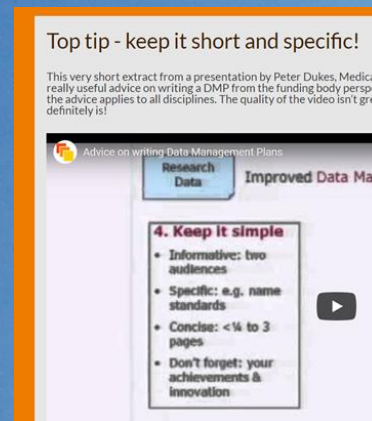 Top tip - keep it short and specific!
This very short extract from a presentation by Peter Dukes, Medica
really useful advice on writing a DMP from the funding body persp
the advice applies to all disciplines. The quality of the video isn't gre
definitely is!
Advice on writing Data Management Plans
Research
Data
Improved Data Ma
4. Keep it simple
• Informative: two
audiences
• Specific: e.g. name
standards
• Concise: <¼ to 3
pages
• Don't forget: your
achievements &
innovation